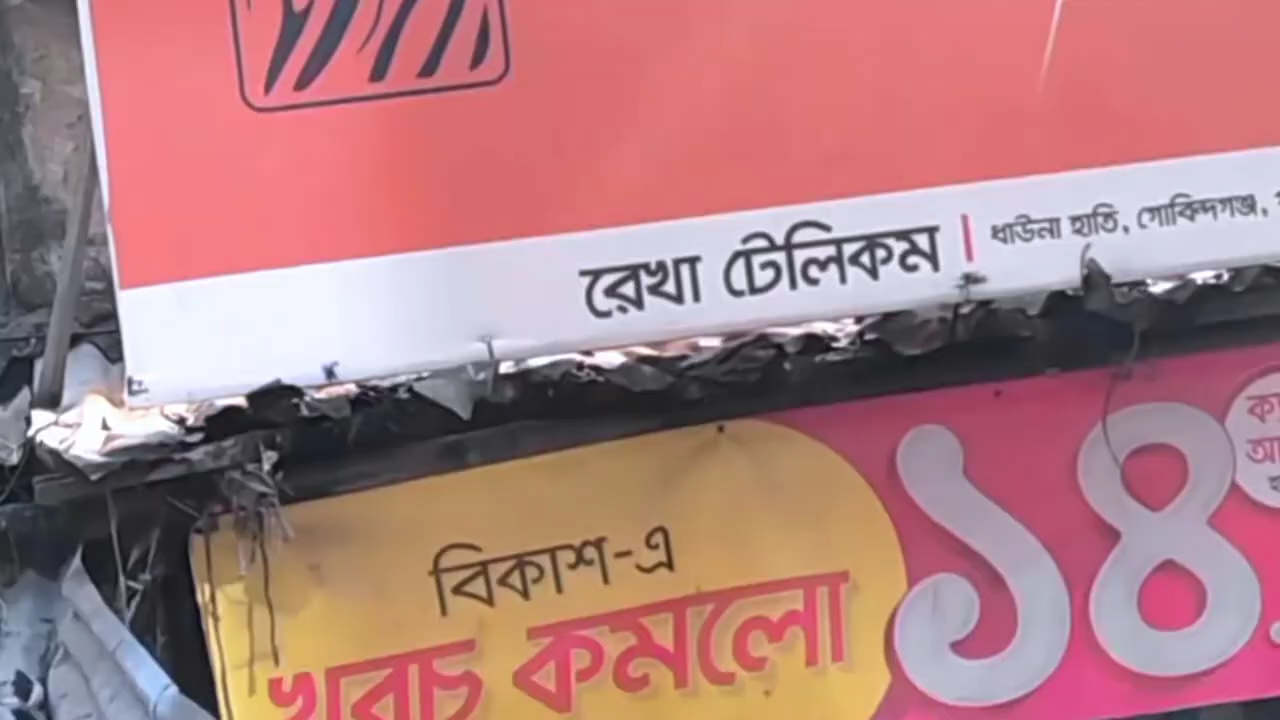 রেখা টেলিকম | ধাউনা হাতি, গোবিন্দগঞ্জ,
বিকাশ-এ
খরচ কমলো
১৪